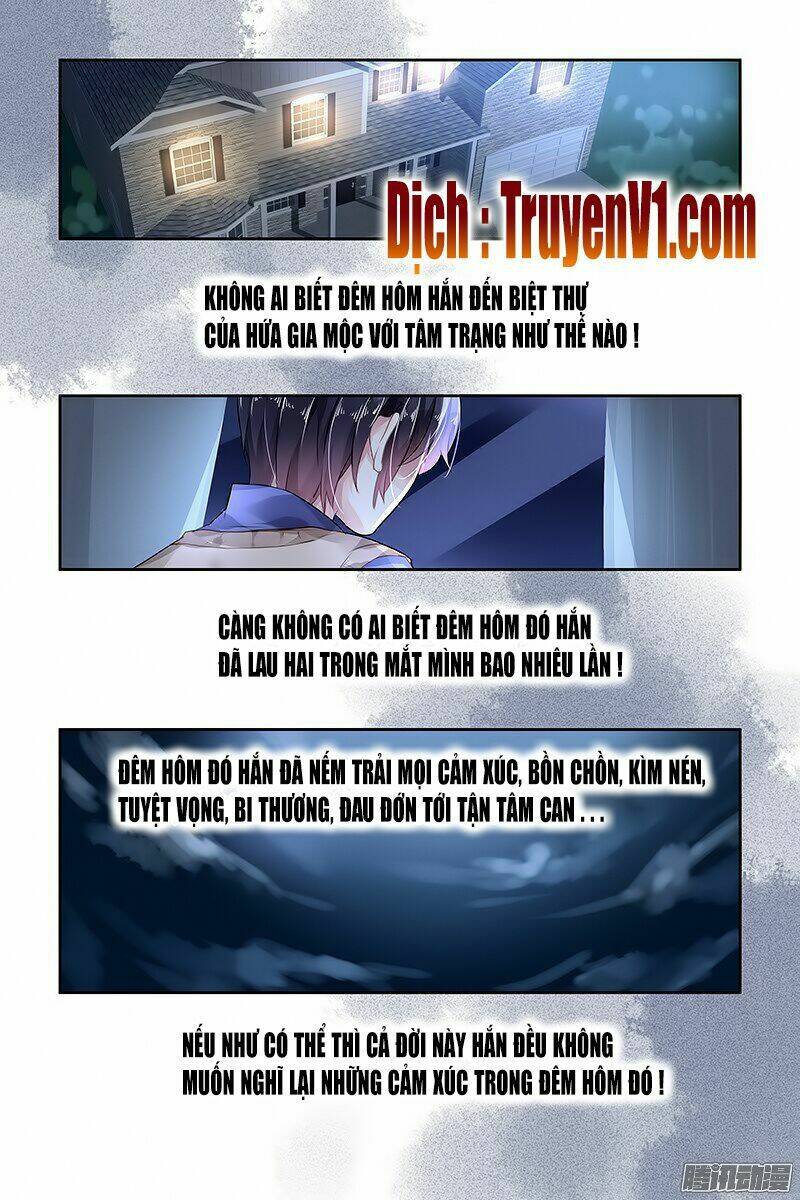 Dịch : TruyenV1.com
KHÔNG AI BIẾT ĐÊM HÔM HẮN ĐẾN BIỆT THỰ
CỦA HỨA GIA MỘC VỚI TÂM TRẠNG NHƯ THẾ NÀO !
CÀNG KHÔNG CÓ AI BIẾT ĐÊM HÔM ĐÓ HẮN
ĐÃ LAU HAI TRONG MẮT MÌNH BAO NHIÊU LẦN !
ĐÊM HÔM ĐÓ HẮN ĐÃ NẾM TRẢI MỌI CẢM XÚC, BỒN CHỒN, KÌM NÉN,
TUYỆT VỌNG, BI THƯƠNG, ĐAU ĐỚN TỚI TẬN TÂM CAN . . .
NẾU NHƯ CÓ THỂ THÌ CẢ ĐỜI NÀY HẮN ĐỀU KHÔNG
MUỐN NGHĨ LẠI NHỮNG CẢM XÚC TRONG ĐÊM HÔM ĐÓ !
腾讯动漫